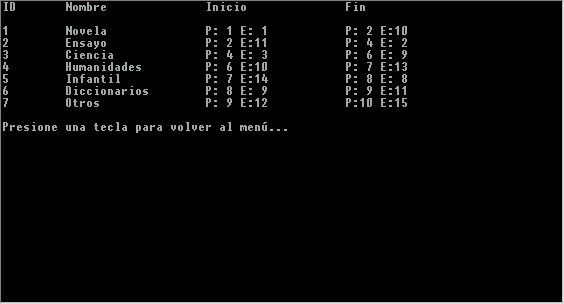 ID Nombre Inicio Fin
1 Novela P: 1 E: 1 P: 2 E:10
2 Ensayo P: 2 E:11 P: 4 E: 2
3 Ciencia P: 4 E: 3 P: 6 E: 9
4 Humanidades P: 6 E:10 P: 7 E:13
5 Infantil P: 7 E:14 P: 8 E: 8
6 Diccionarios P: 8 E: 9 P: 9 E:11
7 Otros P: 9 E:12 P:10 E:15
Presione una tecla para volver al menú...